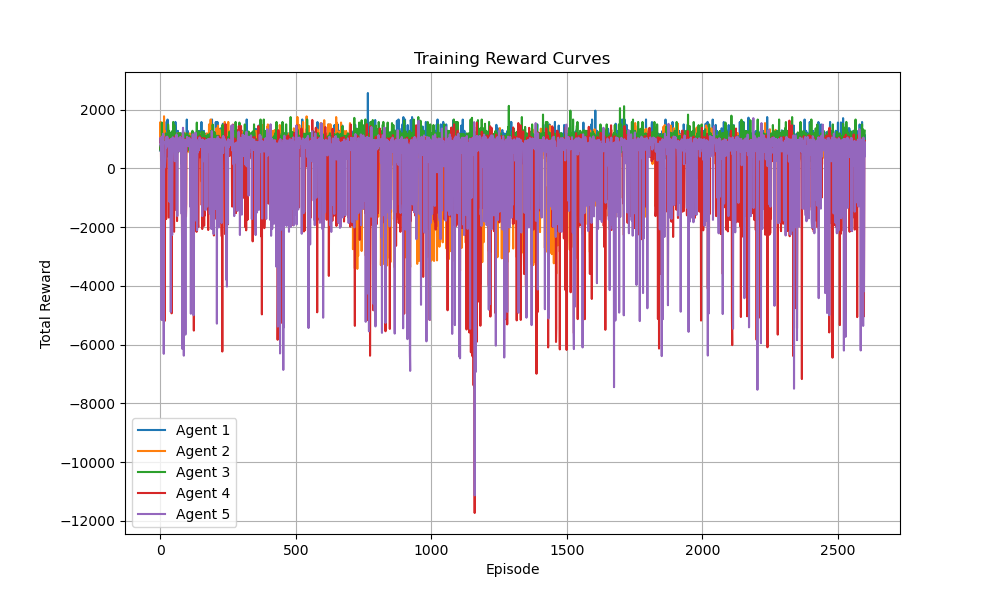 Training Reward Curves
Total Reward
2000
0
−2000
−4000
−6000
−8000
−10000
−12000
Agent 1
Agent 2
Agent 3
Agent 4
Agent 5
0 500 1000 1500 2000 2500
Episode